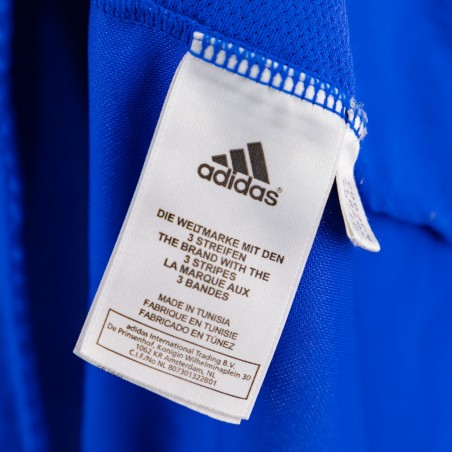 adidas®
DIE WELTMARKE MIT DEN
3 STREIFEN
THE BRAND WITH THE
3 STRIPES
LA MARQUE AUX
3 BANDES
MADE IN TUNISIA
FABRIQUE EN TUNISIE
FABRICADO EN TÚNEZ
adidas International Trading B.V.
De Prinsenhof, Konigin Wilhelminaplein 30
1062 KR Amsterdam, NL
C.I.F./No NL B07301322B01